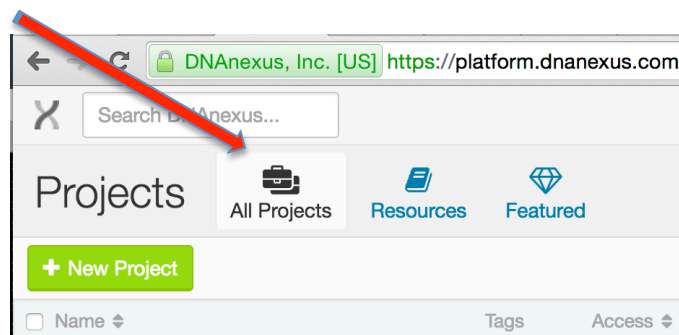 DNAnexus, Inc. [US] https://platform.dnanexus.com
Search DNAnexus...
Projects
All Projects
Resources
Featured
+ New Project
Name
Tags
Access